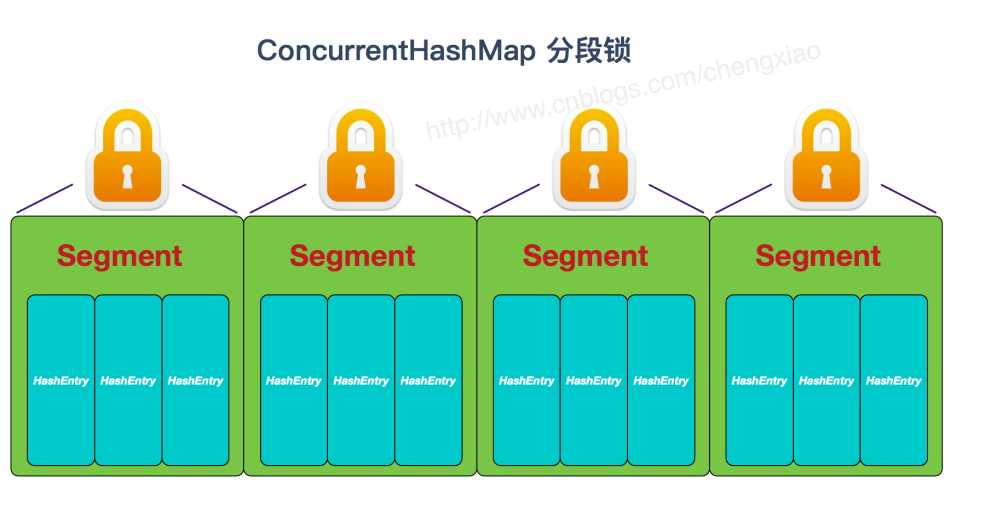 ConcurrentHashMap 分段锁
http://www.cnblogs.com/chengxiao
Segment Segment Segment Segment
HashEntry HashEntry HashEntry HashEntry HashEntry HashEntry HashEntry HashEntry HashEntry HashEntry HashEntry HashEntry